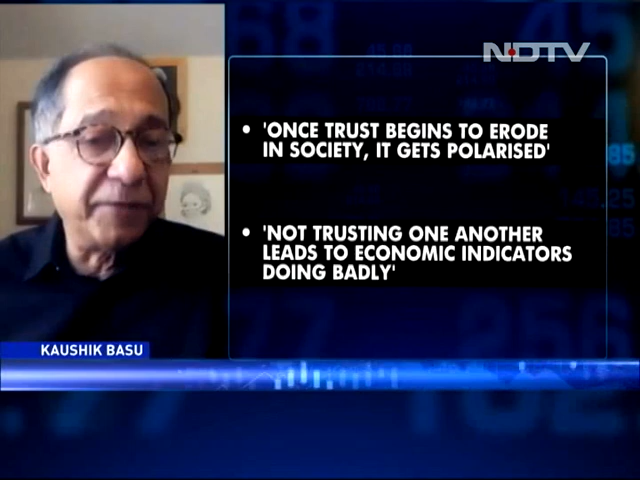 NDTV
• 'ONCE TRUST BEGINS TO ERODE
IN SOCIETY, IT GETS POLARISED'
• 'NOT TRUSTING ONE ANOTHER
LEADS TO ECONOMIC INDICATORS
DOING BADLY'
KAUSHIK BASU